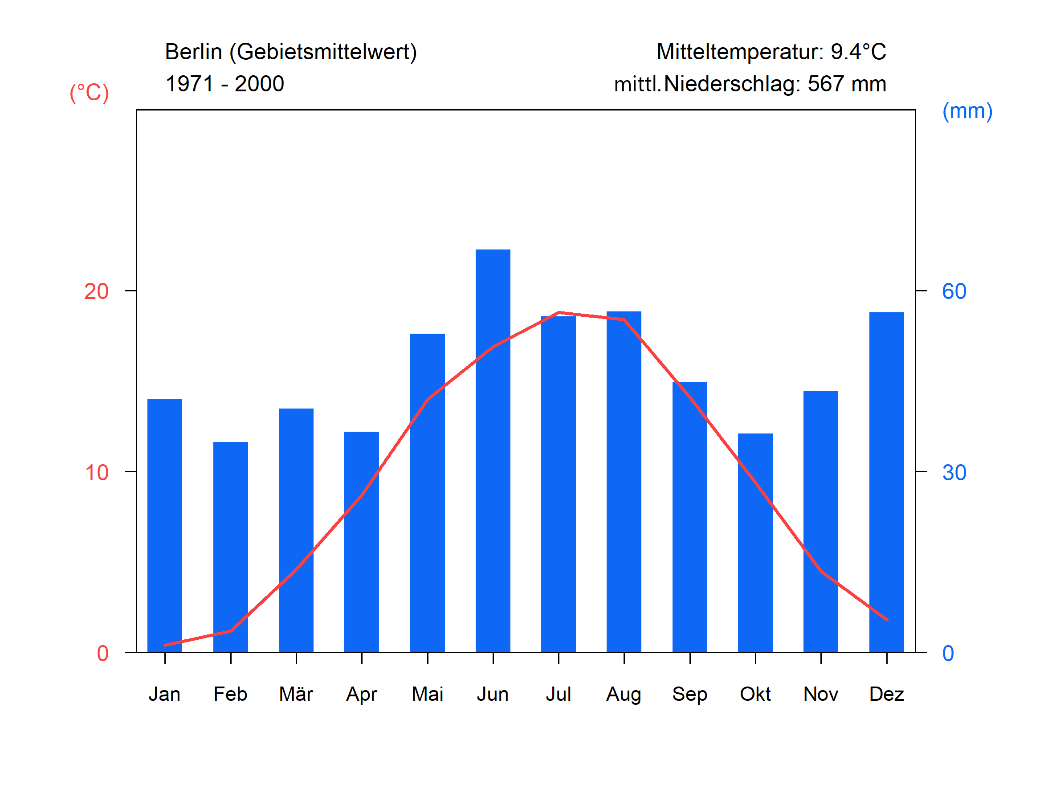 Berlin (Gebietsmittelwert)
Mitteltemperatur: 9.4°C
1971 - 2000
mittl.Niederschlag: 567 mm
(°C)
(mm)
20
60
10
30
0
0
Jan Feb Mär Apr Mai Jun Jul Aug Sep Okt Nov Dez